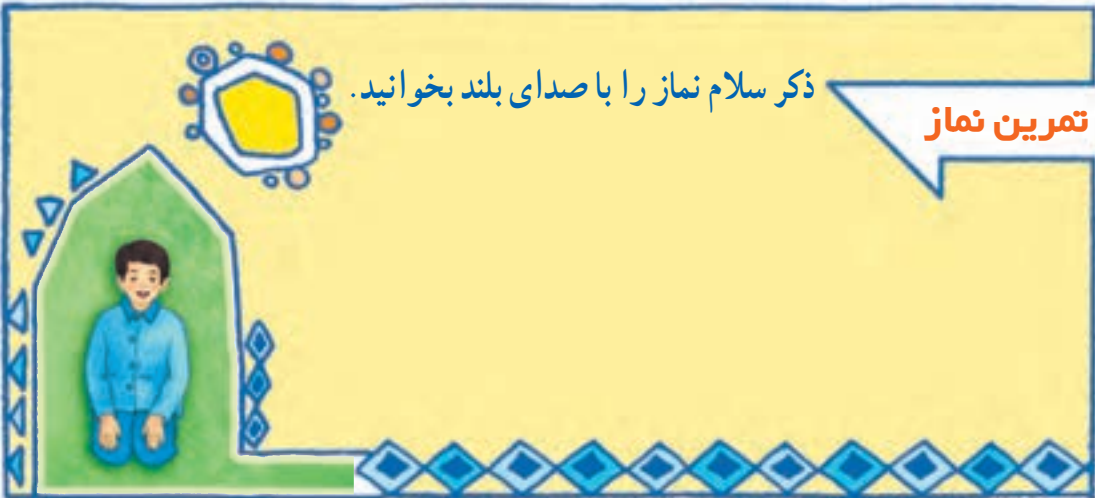 تمرین نماز
ذکر سلام نماز را با صدای بلند بخوانید.